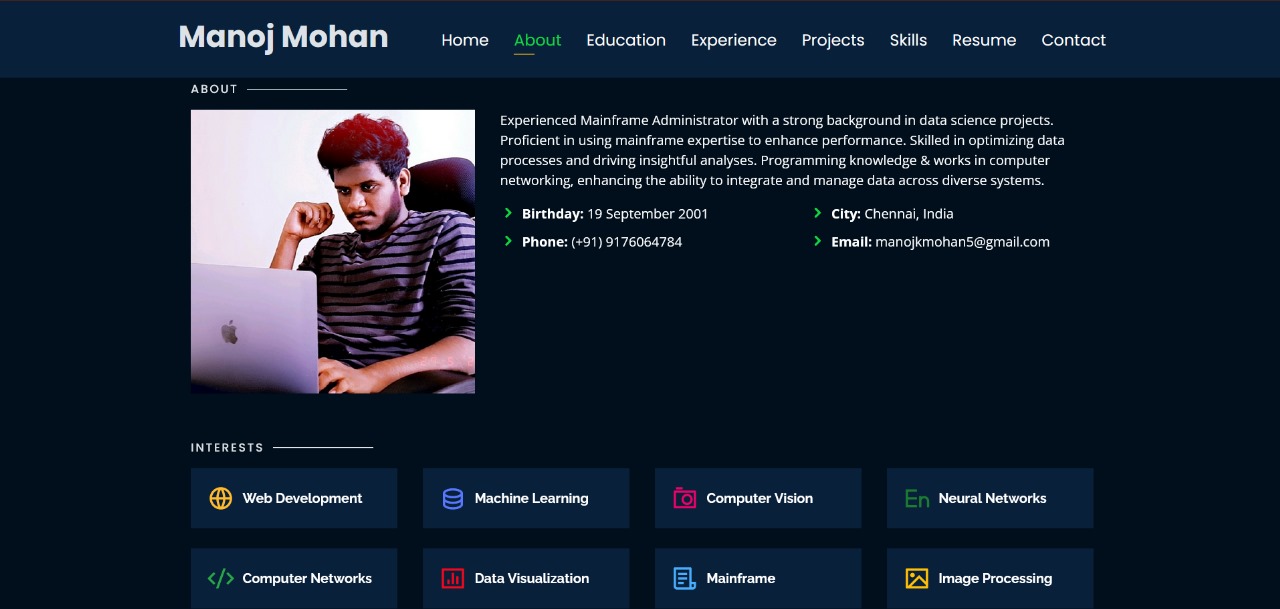 Manoj Mohan
Home About Education Experience Projects Skills Resume Contact
ABOUT
Experienced Mainframe Administrator with a strong background in data science projects.
Proficient in using mainframe expertise to enhance performance. Skilled in optimizing data
processes and driving insightful analyses. Programming knowledge & works in computer
networking, enhancing the ability to integrate and manage data across diverse systems.
Birthday: 19 September 2001 City: Chennai, India
Phone: (+91) 9176064784 Email: manojkmohan5@gmail.com
INTERESTS
Web Development Machine Learning Computer Vision En Neural Networks
Computer Networks Data Visualization Mainframe Image Processing